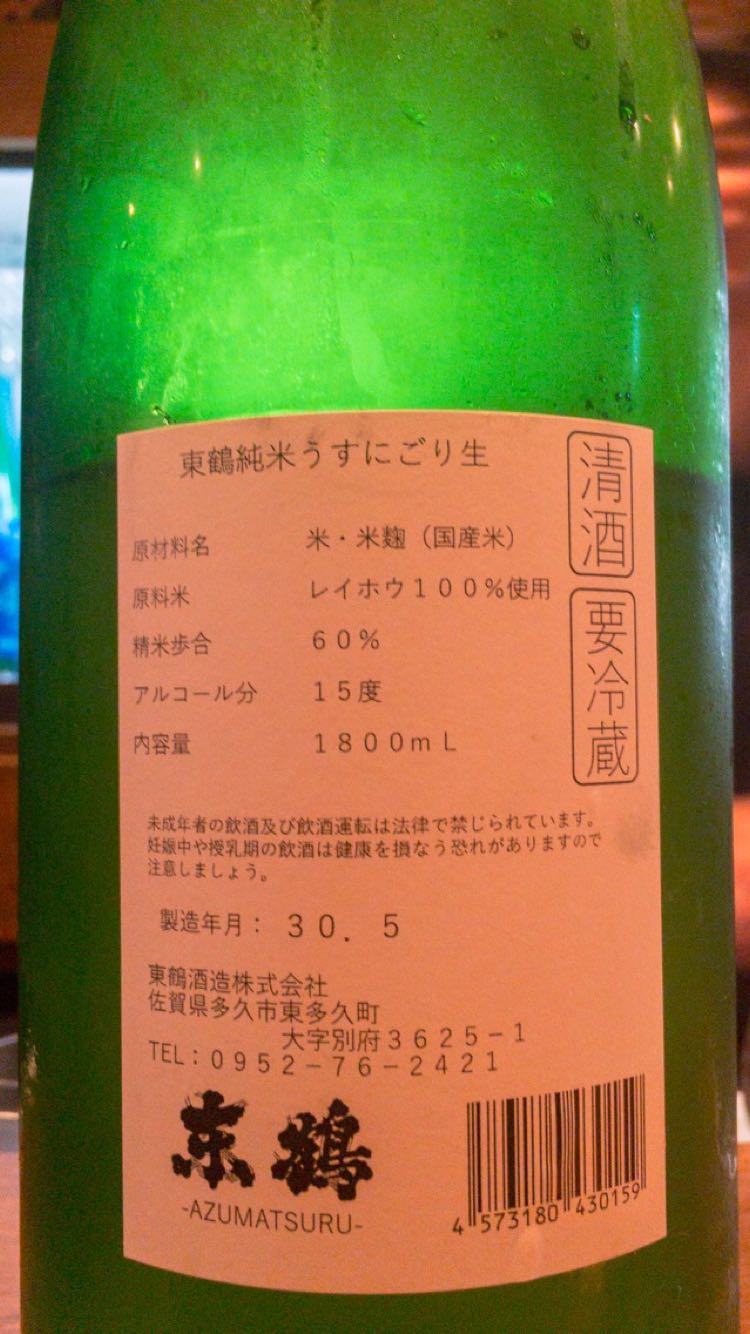 東鶴純米うすにごり生
清酒
要冷蔵
原材料名 米・米麹（国産米）
原料米 レイホウ１００％使用
精米歩合 ６０％
アルコール分 １５度
内容量 １８００ｍＬ
未成年者の飲酒及び飲酒運転は法律で禁じられています。
妊娠中や授乳期の飲酒は健康を損なう恐れがありますので
注意しましょう。
製造年月： ３０．５
東鶴酒造株式会社
佐賀県多久市東多久町
大字別府３６２５－１
TEL：０９５２－７６－２４２１
东鶴
-AZUMATSURU-
4 573180 430159